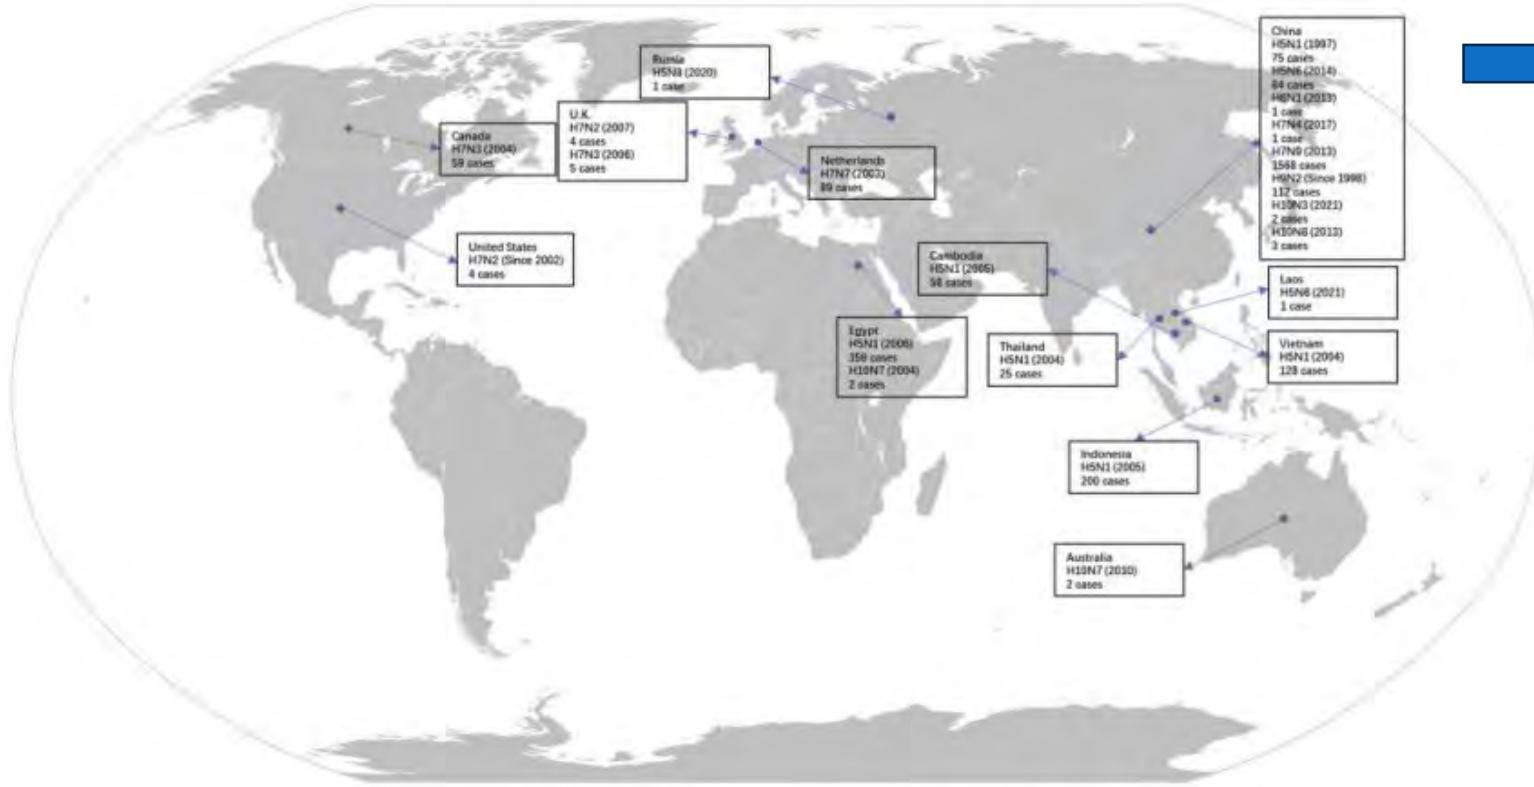 Russia
H5N8 (2020)
1 case
U.K.
H7N2 (2007)
4 cases
H7N3 (2006)
5 cases
Canada
H7N3 (2004)
59 cases
Netherlands
H7N7 (2003)
89 cases
United States
H7N2 (Since 2002)
4 cases
China
H5N1 (1997)
75 cases
H5N6 (2014)
84 cases
H6N1 (2013)
1 case
H7N4 (2017)
1 case
H7N9 (2013)
1568 cases
H9N2 (Since 1998)
112 cases
H10N3 (2021)
2 cases
H10N8 (2013)
3 cases
Cambodia
H5N1 (2005)
58 cases
Laos
H5N6 (2021)
1 case
Egypt
H5N1 (2006)
359 cases
H10N7 (2004)
2 cases
Thailand
H5N1 (2004)
25 cases
Vietnam
H5N1 (2004)
128 cases
Indonesia
H5N1 (2005)
200 cases
Australia
H10N7 (2010)
2 cases